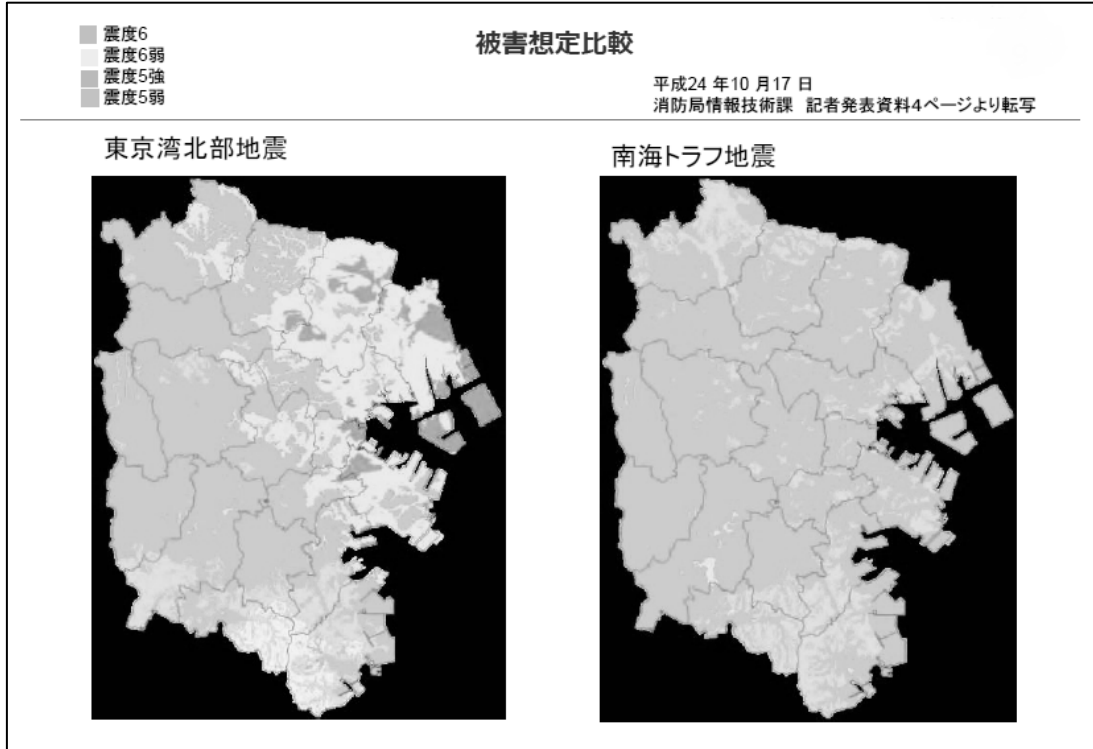 震度6
震度6弱
震度5強
震度5弱
被害想定比較
平成24 年10 月17 日
消防局情報技術課 記者発表資料4ページより転写
東京湾北部地震
南海トラフ地震